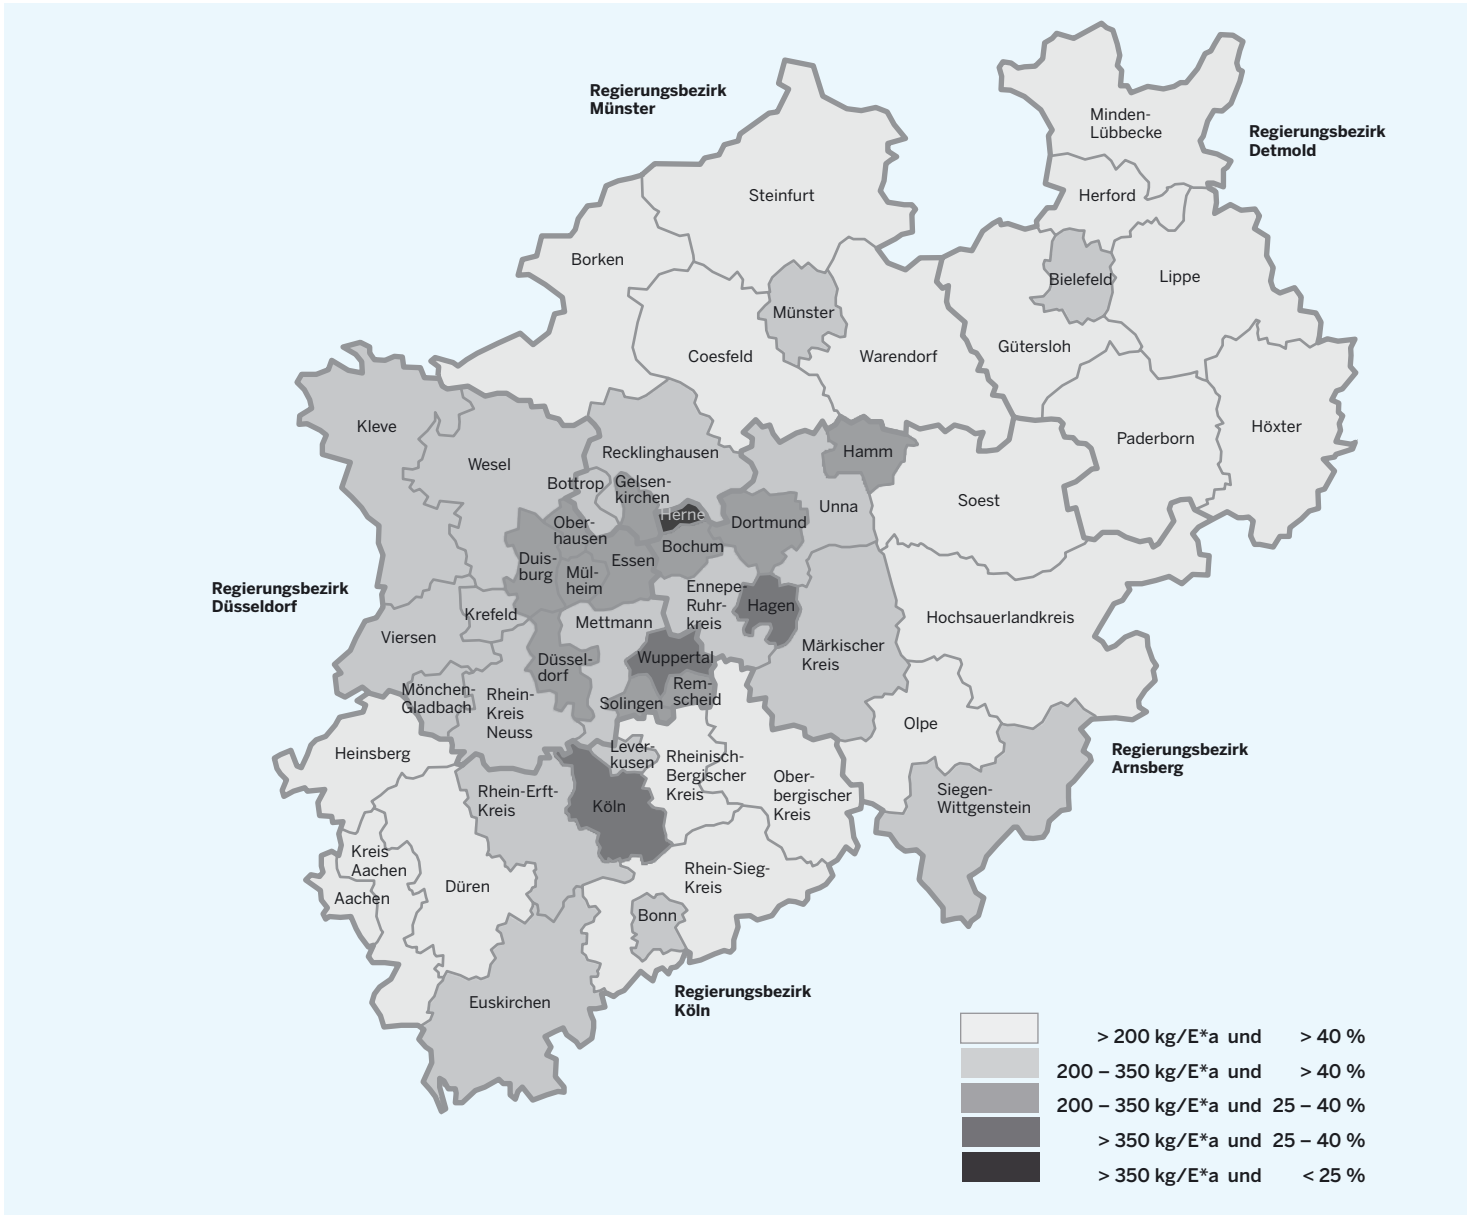 Regierungsbezirk
Münster
Minden-
Lübbecke
Regierungsbezirk
Detmold
Steinfurt
Herford
Borken
Bielefeld
Lippe
Münster
Gütersloh
Coesfeld
Warendorf
Kleve
Höxter
Paderborn
Recklinghausen
Hamm
Wesel
Bottrop
Gelsen-
kirchen
Soest
Unna
Herne
Dortmund
Ober-
hausen
Bochum
Essen
Duis-
burg
Mül-
heim
Regierungsbezirk
Düsseldorf
Ennepe-
Ruhr-
kreis
Hagen
Krefeld
Hochsauerlandkreis
Mettmann
Viersen
Märkischer
Kreis
Düssel-
dorf
Wuppertal
Rem-
scheid
Mönchen-
Gladbach
Rhein-
Kreis
Neuss
Solingen
Olpe
Heinsberg
Lever-
kusen
Rheinisch-
Bergischer
Kreis
Regierungsbezirk
Arnsberg
Ober-
bergischer
Kreis
Rhein-Erft-
Kreis
Köln
Siegen-
Wittgenstein
Kreis
Aachen
Rhein-Sieg-
Kreis
Düren
Aachen
Bonn
Regierungsbezirk
Köln
Euskirchen
> 200 kg/E*a und > 40 %
200 – 350 kg/E*a und > 40 %
200 – 350 kg/E*a und 25 – 40 %
> 350 kg/E*a und 25 – 40 %
> 350 kg/E*a und < 25 %